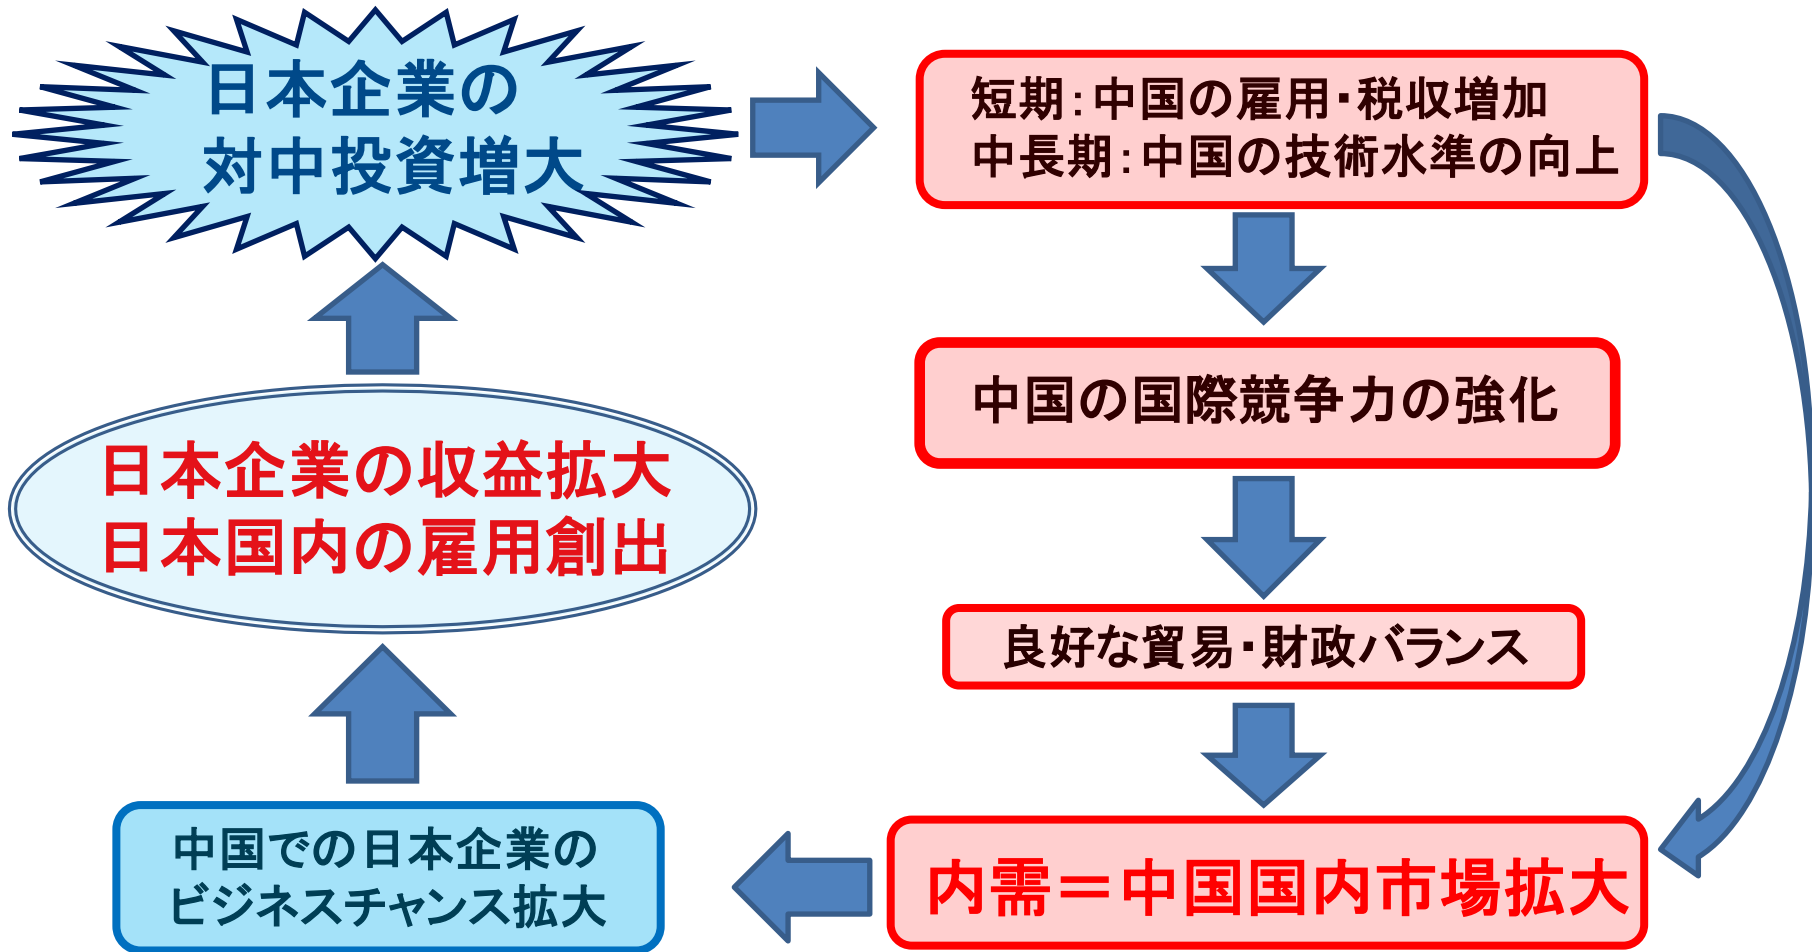 日本企業の
対中投資増大
短期:中国の雇用・税収増加
中長期:中国の技術水準の向上
中国の国際競争力の強化
良好な貿易・財政バランス
内需＝中国国内市場拡大
中国での日本企業の
ビジネスチャンス拡大
日本企業の収益拡大
日本国内の雇用創出